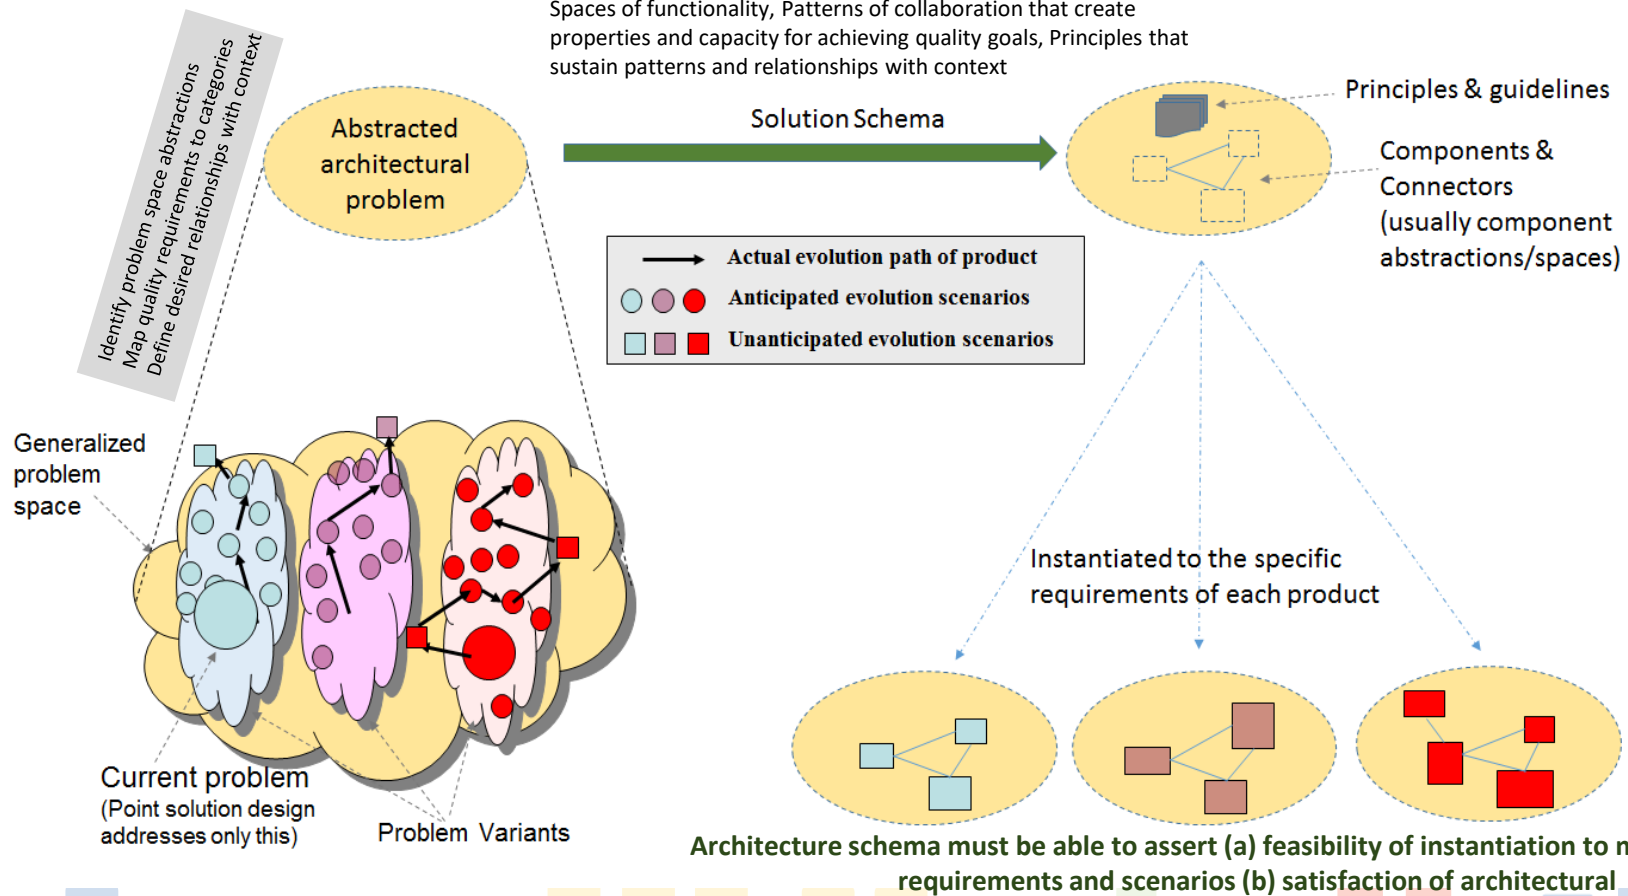 Spaces of functionality, Patterns of collaboration that create
properties and capacity for achieving quality goals, Principles that
sustain patterns and relationships with context
Identify problem space abstractions
Map quality requirements to categories
Define desired relationships with context
Abstracted
architectural
problem
Solution Schema
Principles & guidelines
Components &
Connectors
(usually component
abstractions/spaces)
Actual evolution path of product
Anticipated evolution scenarios
Unanticipated evolution scenarios
Generalized
problem
space
Instantiated to the specific
requirements of each product
Current problem
(Point solution design
addresses only this)
Problem Variants
Architecture schema must be able to assert (a) feasibility of instantiation to
requirements and scenarios (b) satisfaction of architectural